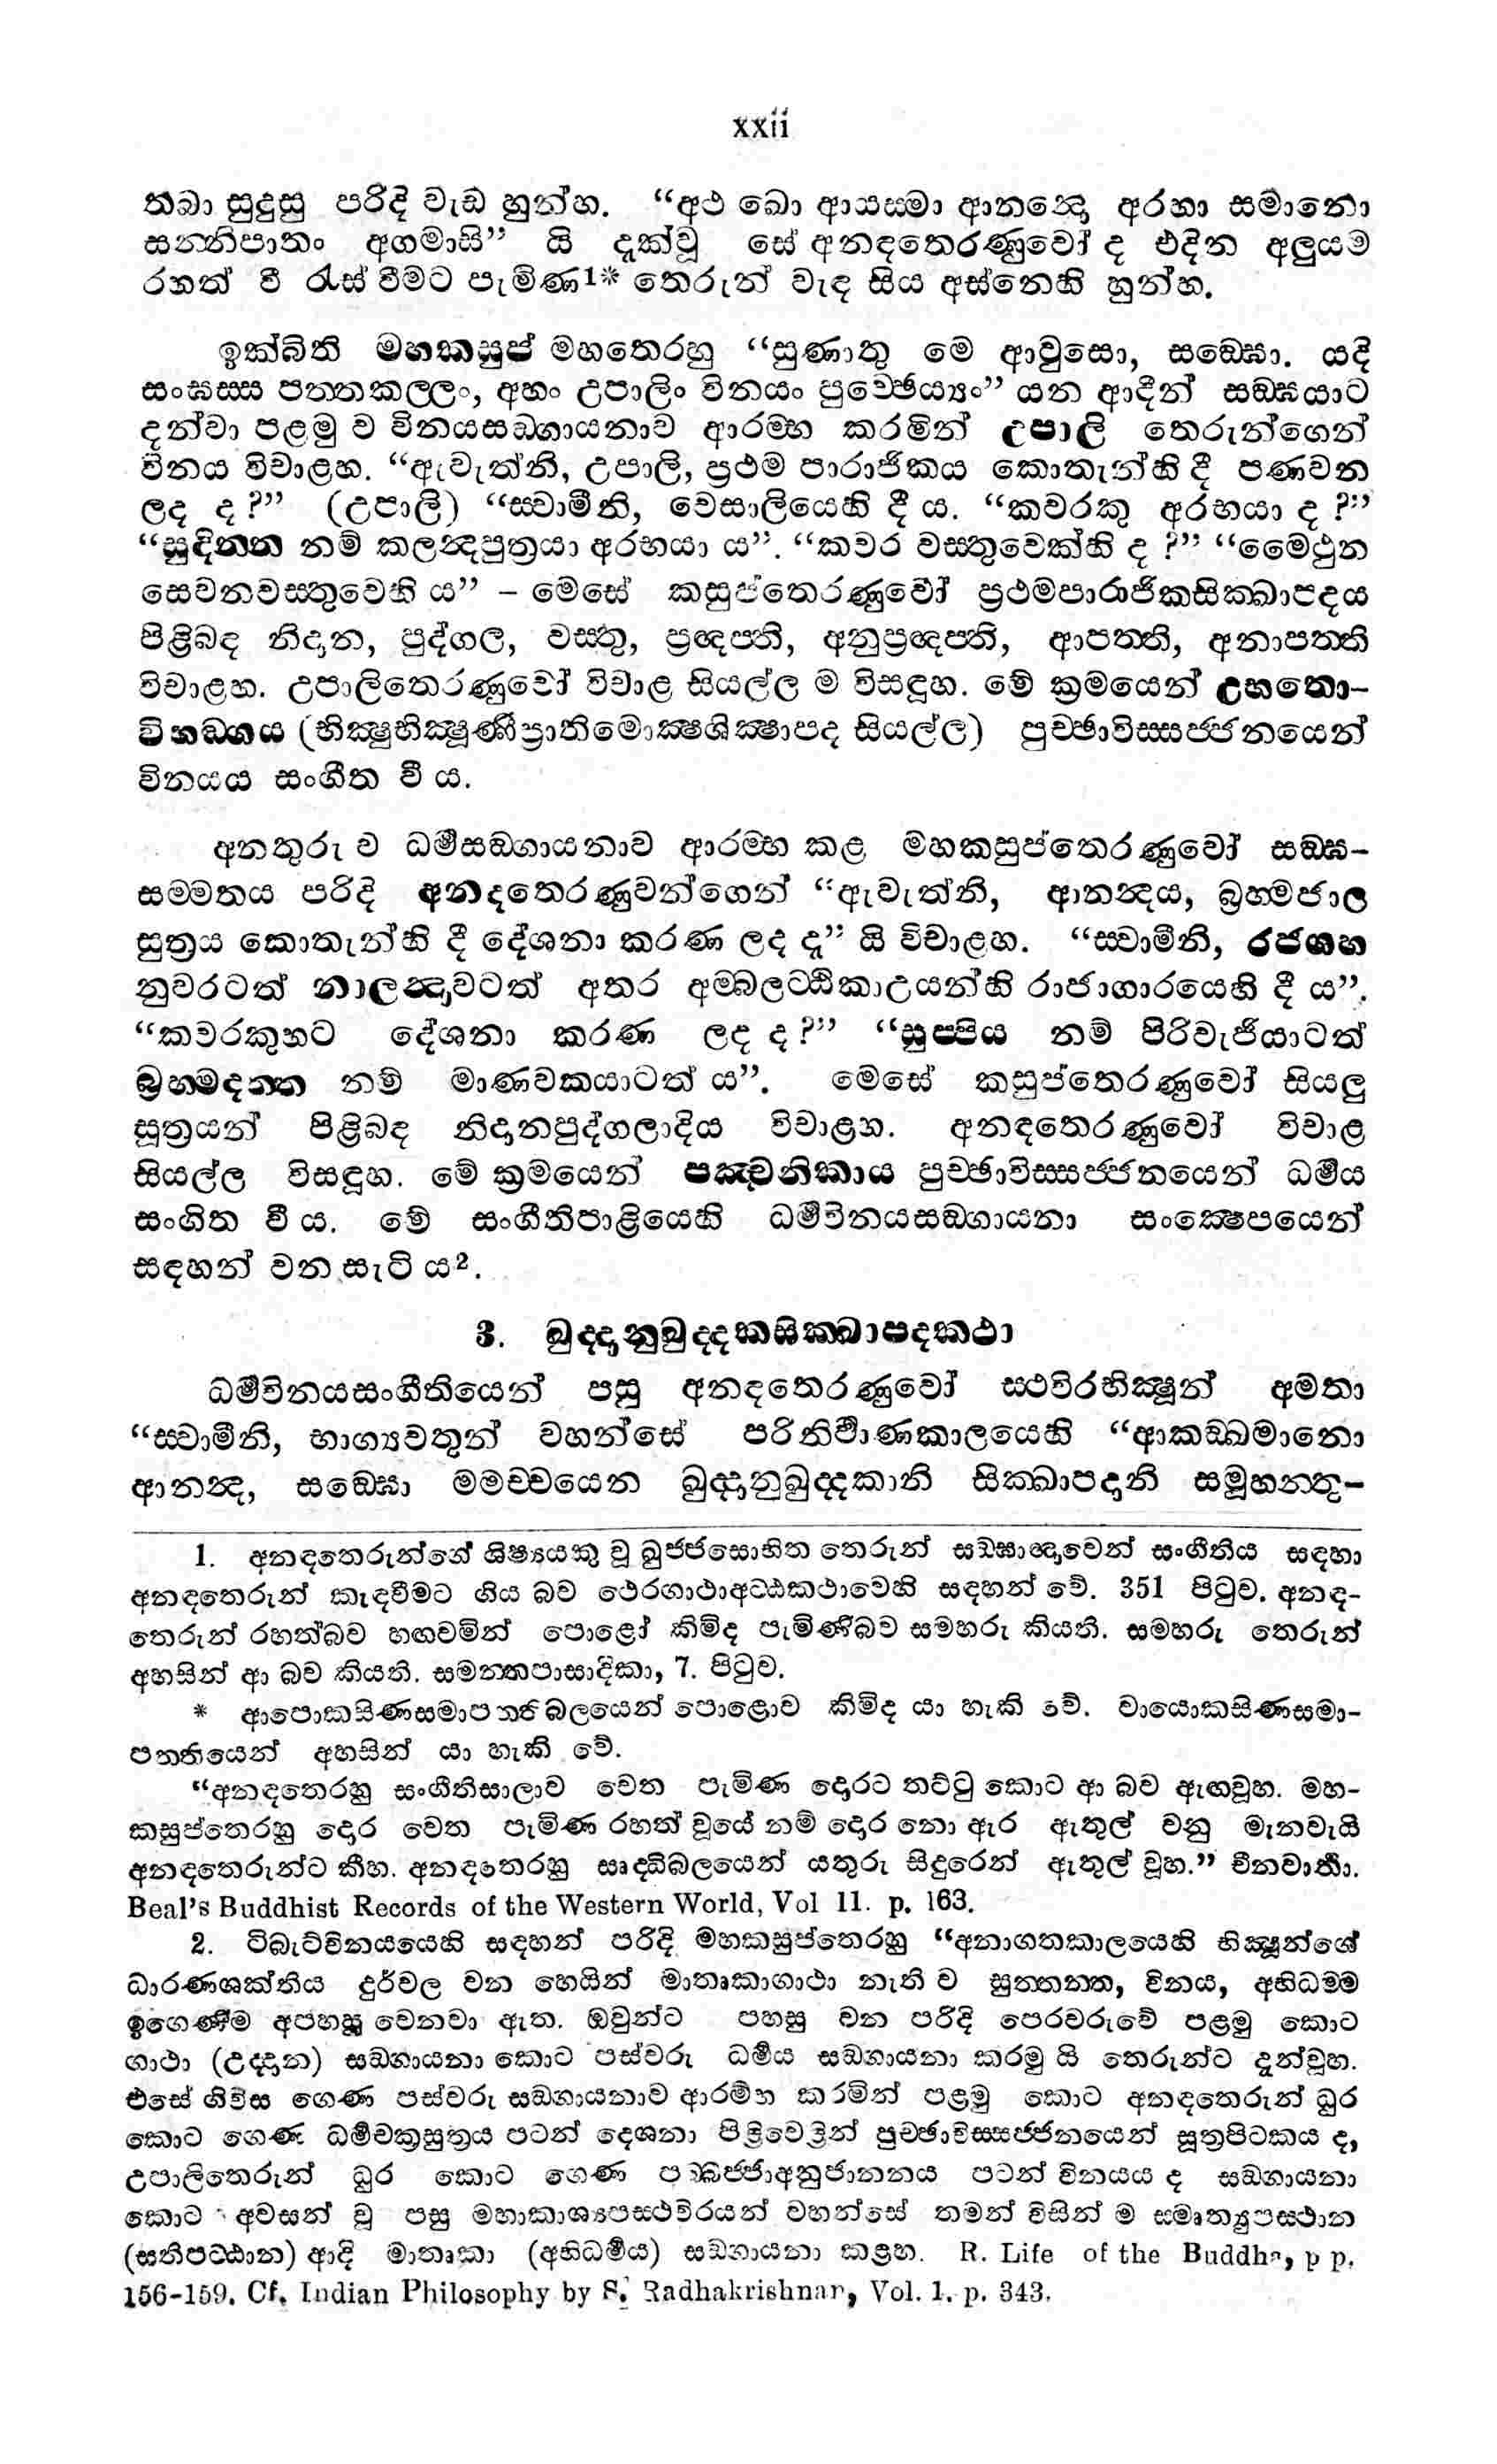 xxii
තබා සුදුසු පරිදි වැඩ හුන්හ. “අථ ඛො ආයස්මා ආනන්‍දො අරහා සමානො
සන්නිපාතං අගමාසි” යි දැක්වූ සේ අනඳතෙරණුවෝ ද එදින අලුයම
රහත් වී රැස් වීමට පැමිණ1* තෙරුන් වැඳ සිය අස්නෙහි හුන්හ.
ඉක්බිති මහකසුප් මහතෙරහු “සුණාතු මෙ ආවුසො, සඞ්ඝො. යදි
සංඝස්ස පත්තකල්ලං, අහං උපාලිං විනයං පුච්ඡෙය්‍යං” යන ආදීන් සඞ්ඝයාට
දන්වා පළමු ව විනයසඞ්ගායනාව ආරම්භ කරමින් උපාලි තෙරුන්ගෙන්
විනය විචාළහ. “ඇවැත්නි, උපාලි, ප්‍රථම පාරාජිකය කොතැන්හි දී පණවන
ලද ද ?” (උපාලි) “ස්වාමීනි, වෙසාලියෙහි දී ය. “කවරකු අරභයා ද ?”
“සුදින්න නම් කලන්‍දපුත්‍රයා අරභයා ය”. “කවර වස්තුවෙක්හි ද ?” “මෛථුන
සෙවනවස්තුවෙහි ය” – මෙසේ කසුප්තෙරණුවෝ ප්‍රථමපාරාජිකසික්ඛාපදය
පිළිබඳ නිදාන, පුද්ගල, වස්තු, ප්‍රඥප්ති, අනුප්‍රඥප්ති, ආපත්ති, අනාපත්ති
විචාළහ. උපාලිතෙරණුවෝ විචාළ සියල්ල ම විසඳූහ. මේ ක්‍රමයෙන් උභතො-
විභඞ්ගය (භික්‍ෂුභික්‍ෂුණීප්‍රාතිමොක්‍ෂශික්‍ෂාපද සියල්ල) පුච්ඡාවිස්සජ්ජනයෙන්
විනයය සංගීත වී ය.
අනතුරු ව ධර්‍මසඞ්ගායනාව ආරම්භ කළ මහකසුප්තෙරණුවෝ සඞ්ඝ-
සම්මතය පරිදි අනඳතෙරණුවන්ගෙන් “ඇවැත්නි, ආනන්‍දය, බ්‍රහ්මජාල
සූත්‍රය කොතැන්හි දී දේශනා කරණ ලද දැ” යි විචාළහ. “ස්වාමීනි, රජගහ
නුවරටත් නාලන්‍දාවටත් අතර අම්බලට්ඨිකාඋයන්හි රාජාගාරයෙහි දී ය”.
“කවරකුහට දේශනා කරණ ලද ද ?” “සුප්පිය නම් පිරිවැජියාටත්
බ්‍රහ්මදත්ත නම් මාණවකයාටත් ය”. මෙසේ කසුප්තෙරණුවෝ සියලු
සූත්‍රයන් පිළිබඳ නිදානපුද්ගලාදිය විචාළහ. අනඳතෙරණුවෝ විචාළ
සියල්ල විසඳූහ. මේ ක්‍රමයෙන් පඤ්චනිකාය පුච්ඡාවිස්සජ්ජනයෙන් ධර්‍මය
සංගිත වී ය. මේ සංගීතිපාළියෙහි ධර්‍මවිනයසඞ්ගායනා සංක්‍ෂෙපයෙන්
සඳහන් වන සැටි ය2.
3. ඛුද්දානුඛුද්දකසික්ඛාපදකථා
ධර්‍මවිනයසංගීතියෙන් පසු අනඳතෙරණුවෝ ස්ථවිරභික්‍ෂූන් අමතා
“ස්වාමීනි, භාග්‍යවතුන් වහන්සේ පරිනිර්‍වාණකාලයෙහි “ආකඞ්ඛමානො
ආනන්‍ද, සඞ්ඝො මමච්චයෙන ඛුද්දානුඛුද්දකානි සික්ඛාපදානි සමූහන්තු-
1. අනඳතෙරුන්ගේ ශිෂ්‍යයකු වූ ඛුජ්ජසොභිත තෙරුන් සඞ්ඝාඥාවෙන් සංගීතිය සඳහා
අනඳතෙරුන් කැඳවීමට ගිය බව ථෙරගාථාඅට්ඨකථාවෙහි සඳහන් වේ. 351 පිටුව. අනඳ-
තෙරුන් රහත්බව හඟවමින් පොළෝ කිමිද පැමිණිබව සමහරු කියති. සමහරු තෙරුන්
අහසින් ආ බව කියති. සමන්තපාසාදිකා, 7. පිටුව.
* ආපොකසිණසමාපත්තිබලයෙන් පොළොව කිමිද යා හැකි වේ. වායොකසිණසමා-
පත්තියෙන් අහසින් යා හැකි වේ.
“අනඳතෙරහු සංගීතිසාලාව වෙත පැමිණ දොරට තට්ටු කොට ආ බව ඇඟවූහ. මහ-
කසුප්තෙරහු දොර වෙත පැමිණ රහත් වූයේ නම් දොර නො ඇර ඇතුල් වනු මැනවැයි
අනඳතෙරුන්ට කීහ. අනඳතෙරහු ඍද්ධිබලයෙන් යතුරු සිදුරෙන් ඇතුල් වූහ.” චීනවාර්‍තා.
Beal's Buddhist Records of the Western World, Vol 11. p. 163.
2. ටිබැට්විනයයෙහි සඳහන් පරිදි මහකසුප්තෙරහු “අනාගතකාලයෙහි භික්‍ෂූන්ගේ
ධාරණශක්තිය දුර්වල වන හෙයින් මාතෘකාගාථා නැති ව සුත්තන්ත, විනය, අභිධම්ම
ඉගෙණීම අපහසු වෙනවා ඇත. ඔවුන්ට පහසු වන පරිදි පෙරවරුවේ පළමු කොට
ගාථා (උද්දාන) සඞ්ගායනා කොට පස්වරු ධර්‍මය සඞ්ගායනා කරමු යි තෙරුන්ට දැන්වූහ.
එසේ ගිවිස ගෙණ පස්වරු සඞ්ගායනාව ආරම්භ කරමින් පළමු කොට අනඳතෙරුන් ධුර
කොට ගෙණ ධර්‍මචක්‍රසූත්‍රය පටන් දෙශනා පිළිවෙළින් පුච්ඡාවිස්සජ්ජනයෙන් සූත්‍රපිටකය ද,
උපාලිතෙරුන් ධුර කොට ගෙණ පබ්බජ්ජාඅනුජානනය පටන් විනයය ද සඞ්ගායනා
කොට අවසන් වූ පසු මහාකාශ්‍යපස්ථවිරයන් වහන්සේ තමන් විසින් ම ස්මෘත්‍යුපස්ථාන
(සතිපට්ඨාන) ආදි මාතෘකා (අභිධර්‍මය) සඞ්ගායනා කළහ. R. Life of the Buddha, p p.
156-159. Cf. Indian Philosophy by S. Radhakrishnan, Vol. 1. p. 343.